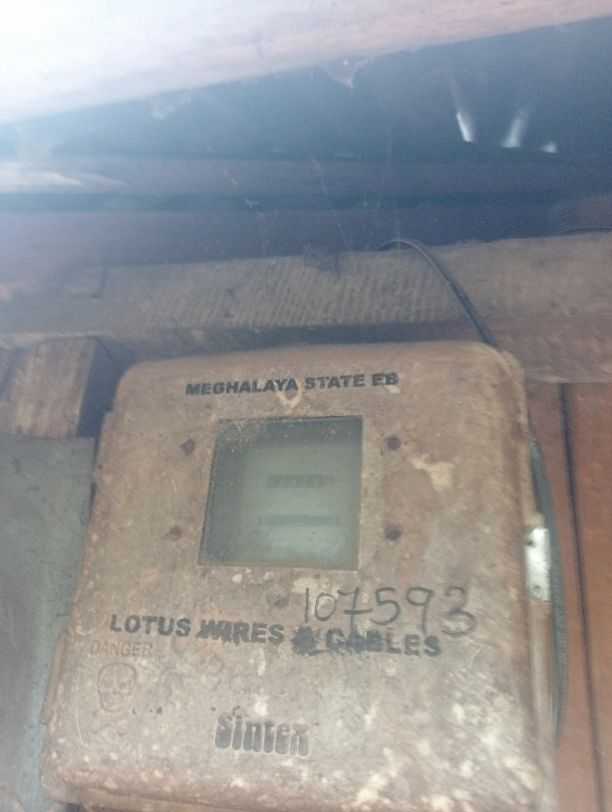 MEGHALAYA STATE EB
107593
LOTUS WIRES & CABLES
DANGER
Sintex